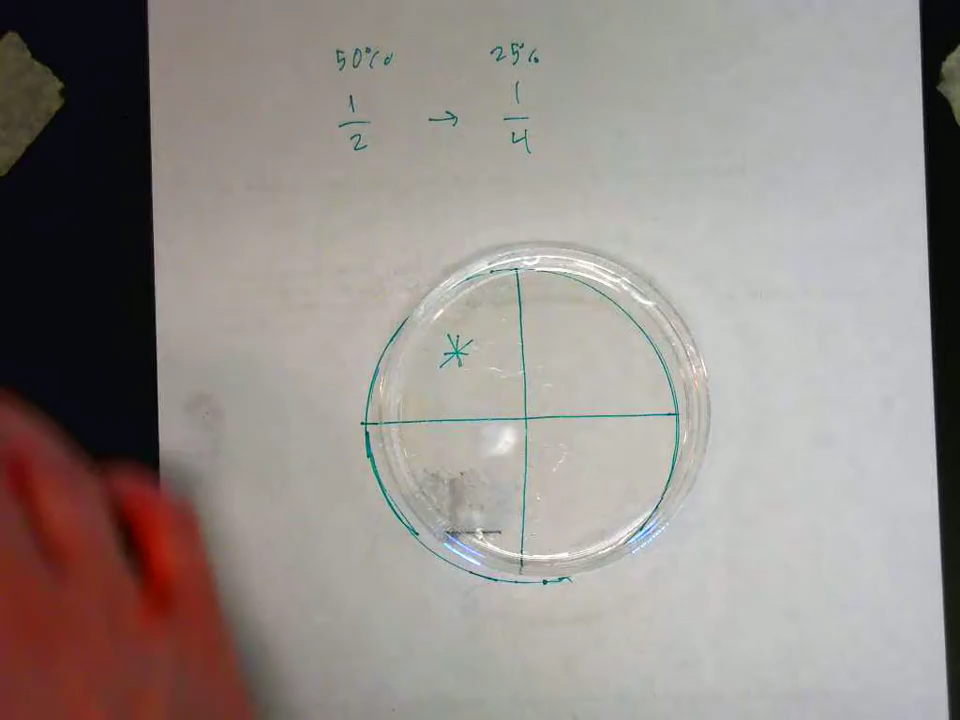 50% 25%
1/2 → 1/4
*